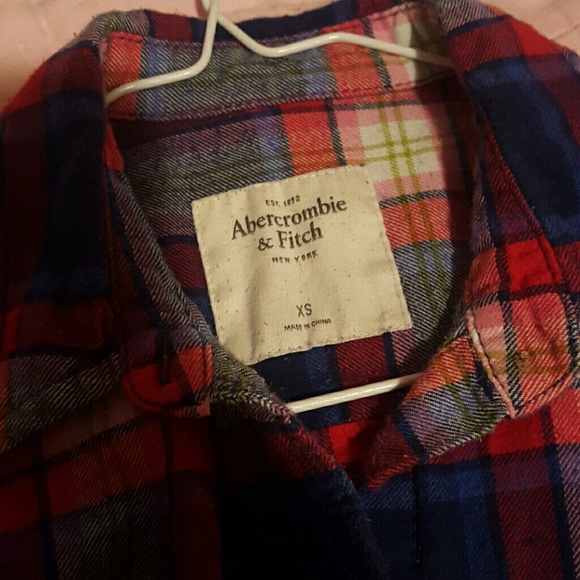 EST. 1892
Abercrombie
& Fitch
NEW YORK
XS
MADE IN CHINA